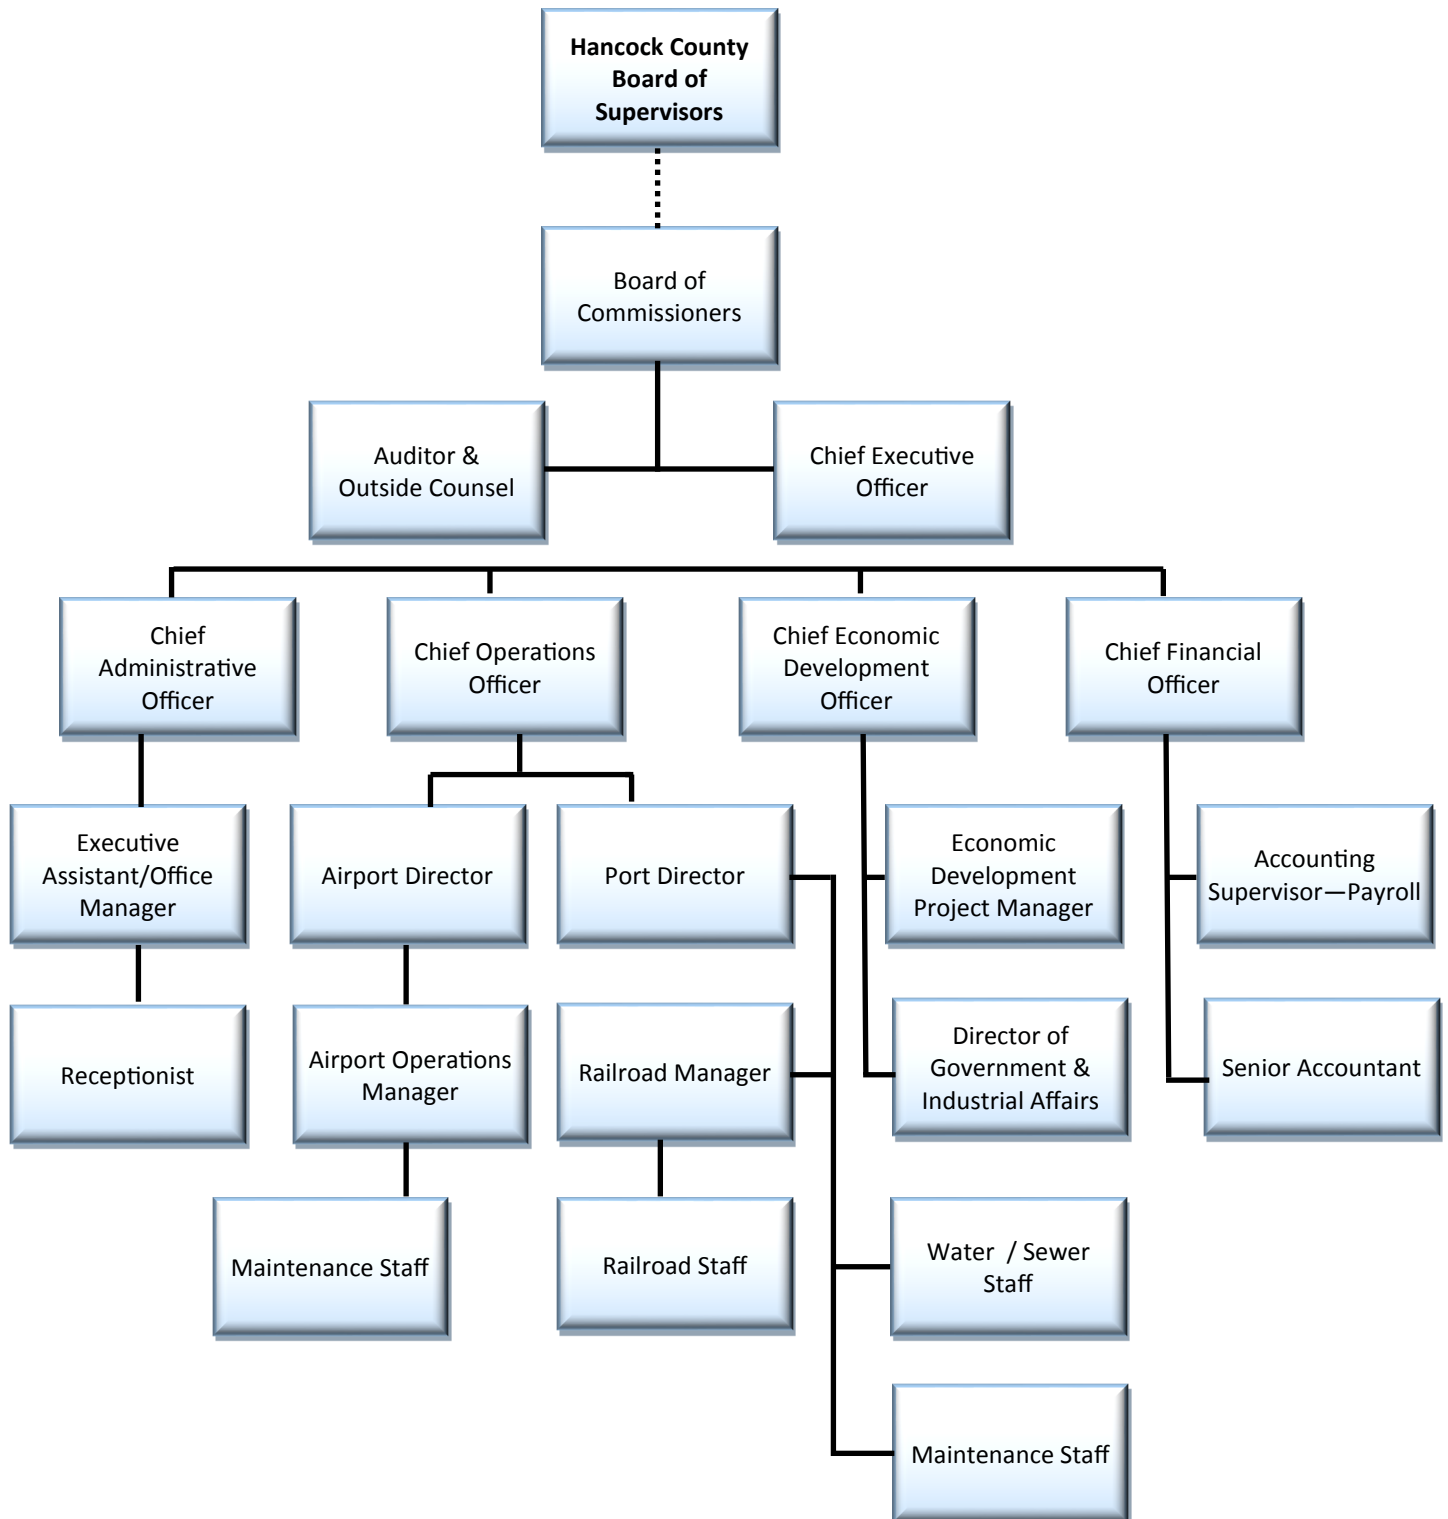 Hancock County
Board of
Supervisors
Board of
Commissioners
Auditor &
Outside Counsel
Chief Executive
Officer
Chief
Administrative
Officer
Chief Operations
Officer
Chief Economic
Development
Officer
Chief Financial
Officer
Executive
Assistant/Office
Manager
Airport Director
Port Director
Economic
Development
Project Manager
Accounting
Supervisor—Payroll
Receptionist
Airport Operations
Manager
Railroad Manager
Director of
Government &
Industrial Affairs
Senior Accountant
Maintenance Staff
Railroad Staff
Water / Sewer
Staff
Maintenance Staff